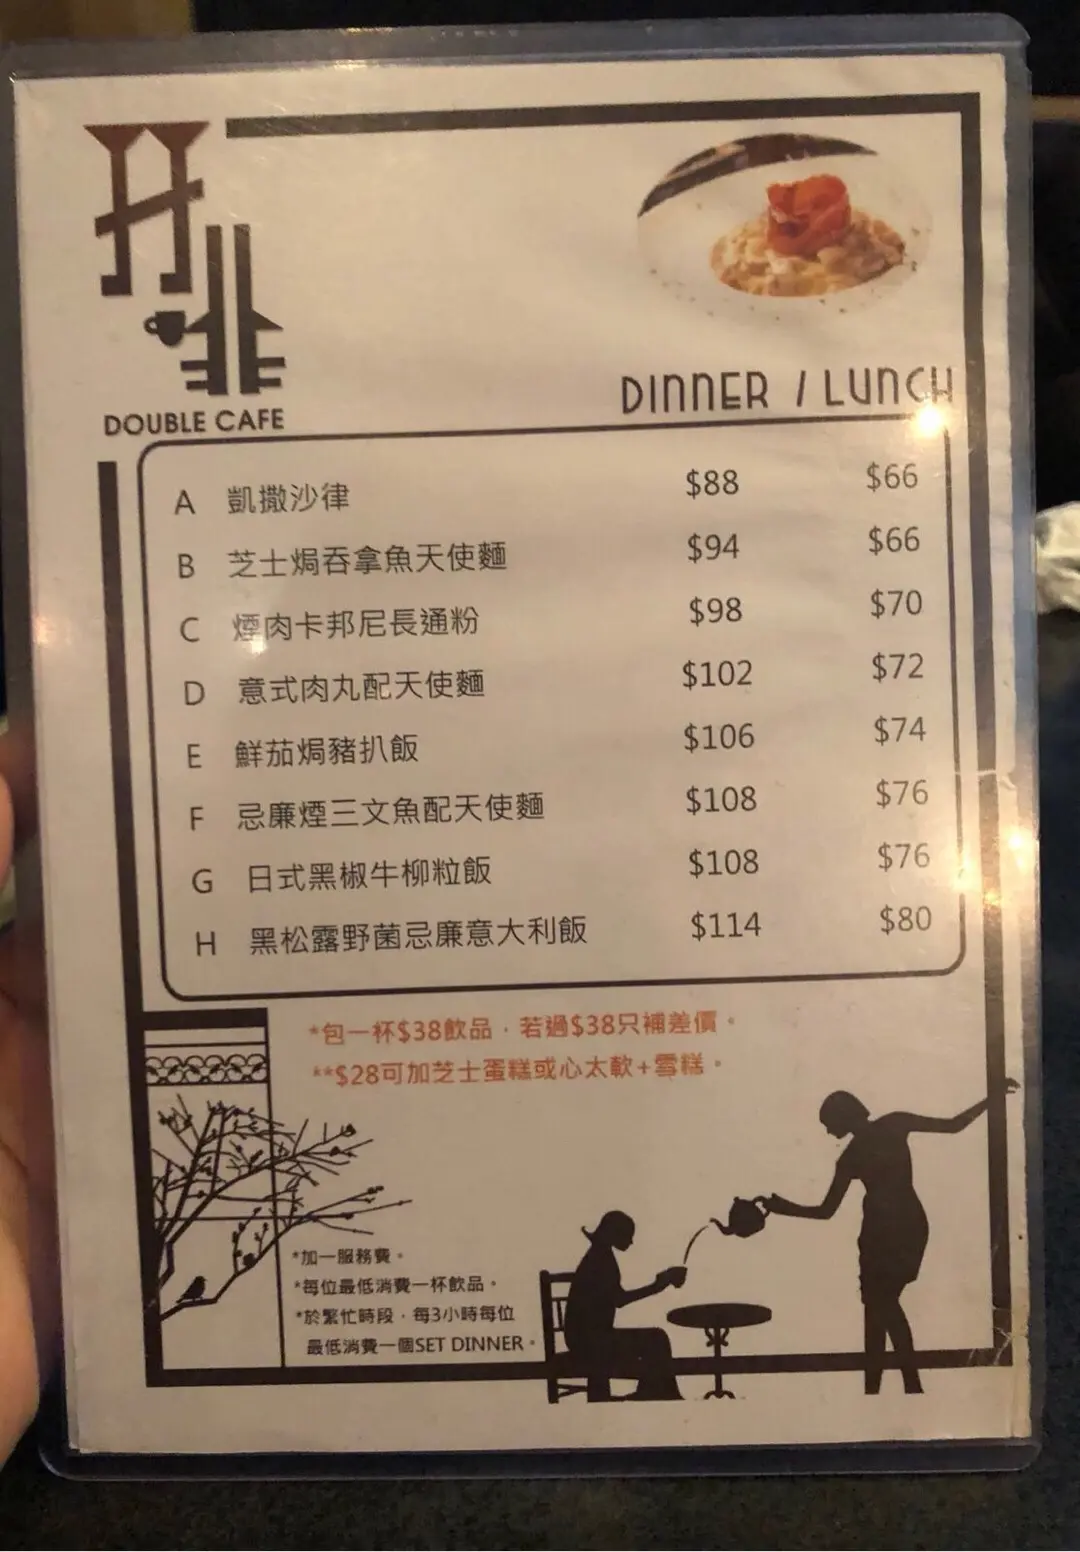 DOUBLE CAFE
DINNER / LUNCH
A 凱撒沙律 $88 $66
B 芝士焗吞拿魚天使麵 $94 $66
C 煙肉卡邦尼長通粉 $98 $70
D 意式肉丸配天使麵 $102 $72
E 鮮茄焗豬扒飯 $106 $74
F 忌廉煙三文魚配天使麵 $108 $76
G 日式黑椒牛柳粒飯 $108 $76
H 黑松露野菌忌廉意大利飯 $114 $80
*包一杯$38飲品，若過$38只補差價。
**$28可加芝士蛋糕或心太軟+雪糕。
*加一服務費。
*每位最低消費一杯飲品。
*於繁忙時段，每3小時每位
最低消費一個SET DINNER。